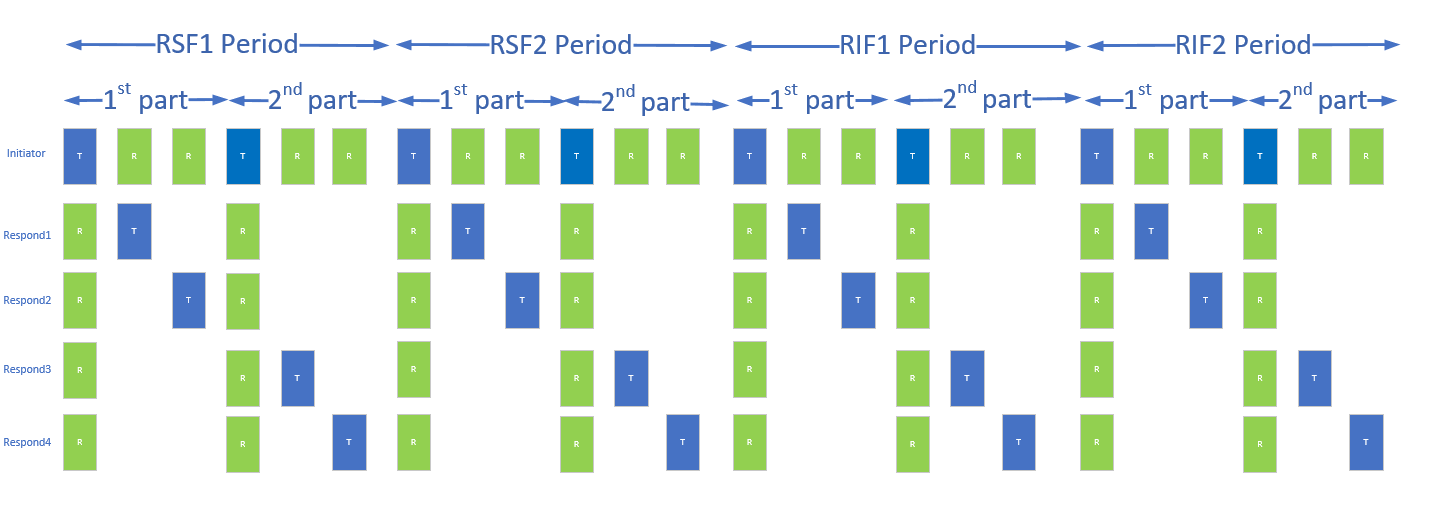 RSF1 Period RSF2 Period RIF1 Period RIF2 Period
1st part 2nd part 1st part 2nd part 1st part 2nd part 1st part 2nd part
Initiator T R R T R R T R R T R R T R R T R R T R R T R R
Respond1 R T R R T R R T R R T R
Respond2 R T R R T R R T R R T R
Respond3 R R T R R T R R T R R T
Respond4 R R T R R T R R T R R T